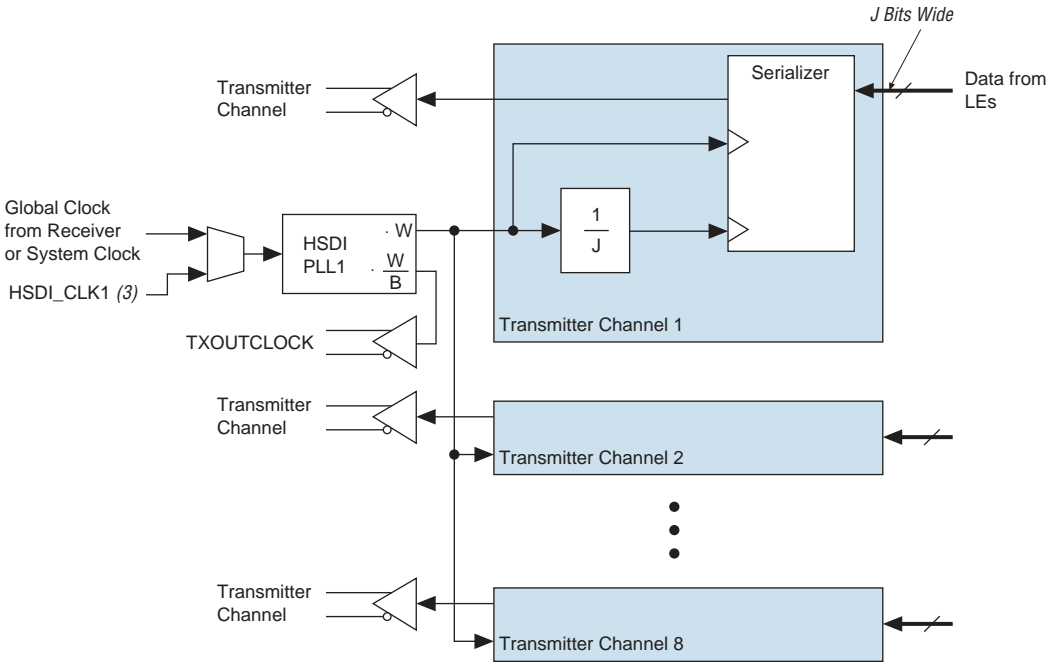 J Bits Wide
Serializer
Transmitter
Channel
Data from
LEs
Global Clock
from Receiver
or System Clock
HSDI
PLL1
· W
· W
B
1
J
HSDI_CLK1 (3)
Transmitter Channel 1
TXOUTCLOCK
Transmitter
Channel
Transmitter Channel 2
Transmitter
Channel
Transmitter Channel 8